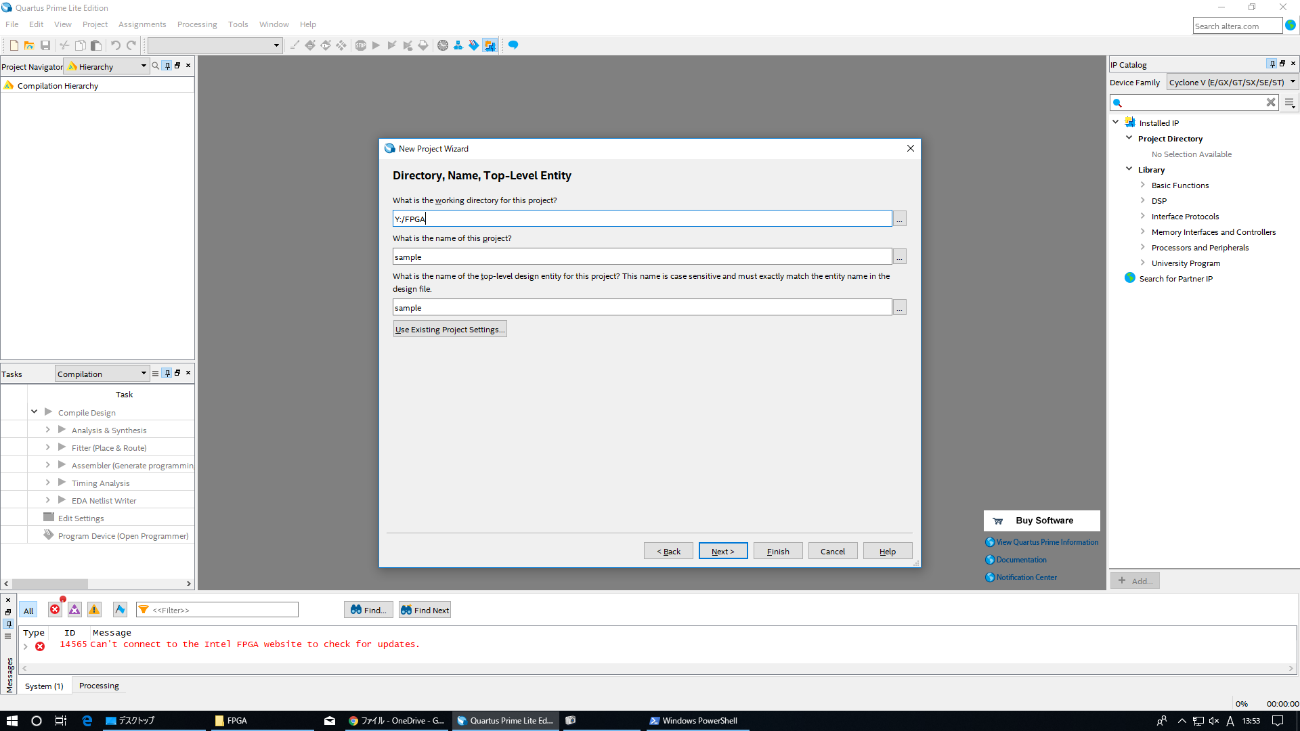 Quartus Prime Lite Edition
File Edit View Project Assignments Processing Tools Window Help
Search altera.com
Project Navigator Hierarchy
Compilation Hierarchy
IP Catalog
Device Family Cyclone V (E/GX/GT/SX/SE/ST)
Installed IP
Project Directory
No Selection Available
Library
Basic Functions
DSP
Interface Protocols
Memory Interfaces and Controllers
Processors and Peripherals
University Program
Search for Partner IP
+ Add...
New Project Wizard
Directory, Name, Top-Level Entity
What is the working directory for this project?
Y:/FPGA
...
What is the name of this project?
sample
...
What is the name of the top-level design entity for this project? This name is case sensitive and must exactly match the entity name in the
design file.
sample
...
Use Existing Project Settings...
< Back Next > Finish Cancel Help
Tasks Compilation
Task
Compile Design
Analysis & Synthesis
Fitter (Place & Route)
Assembler (Generate programmin
Timing Analysis
EDA Netlist Writer
Edit Settings
Program Device (Open Programmer)
Buy Software
View Quartus Prime Information
Documentation
Notification Center
All <<Filter>> Find... Find Next
Type ID Message
14565 Can't connect to the Intel FPGA website to check for updates.
Messages
System (1) Processing
0% 00:00:00
デスクトップ FPGA ファイル - OneDrive - G... Quartus Prime Lite Ed... Windows PowerShell A 13:53